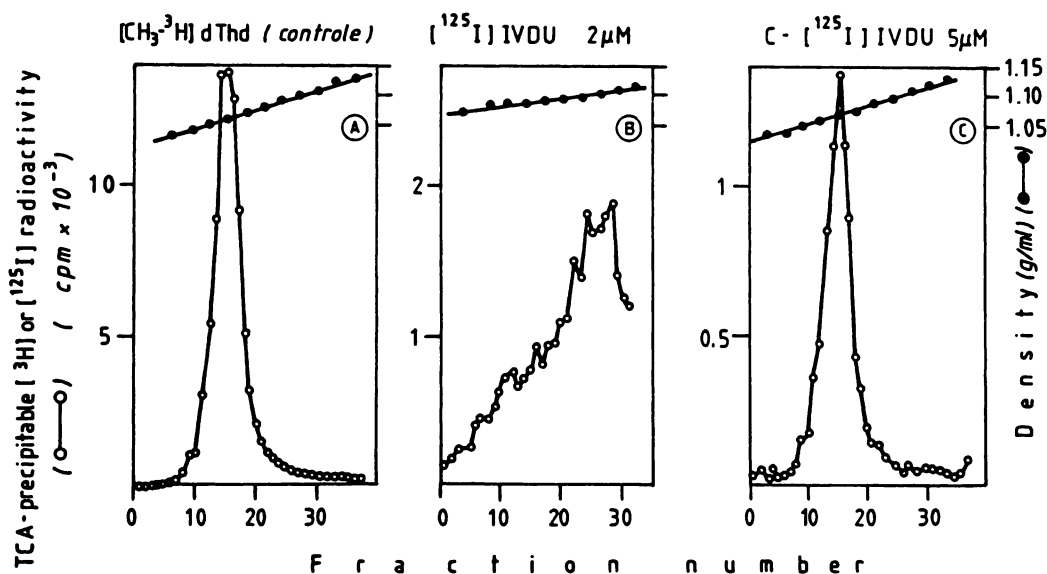 [CH3-³H] dThd ( controle)
[¹²⁵I] IVDU 2µM
C - [¹²⁵I] IVDU 5µM
TCA-precipitable [³H] or [¹²⁵I] radioactivity
( ) ( cpm × 10⁻³ )
10
5
A
0 10 20 30
2
1
B
0 10 20 30
1
0.5
C
0 10 20 30
1.15
1.10
1.05
Density (g/ml) ( )
Fraction number